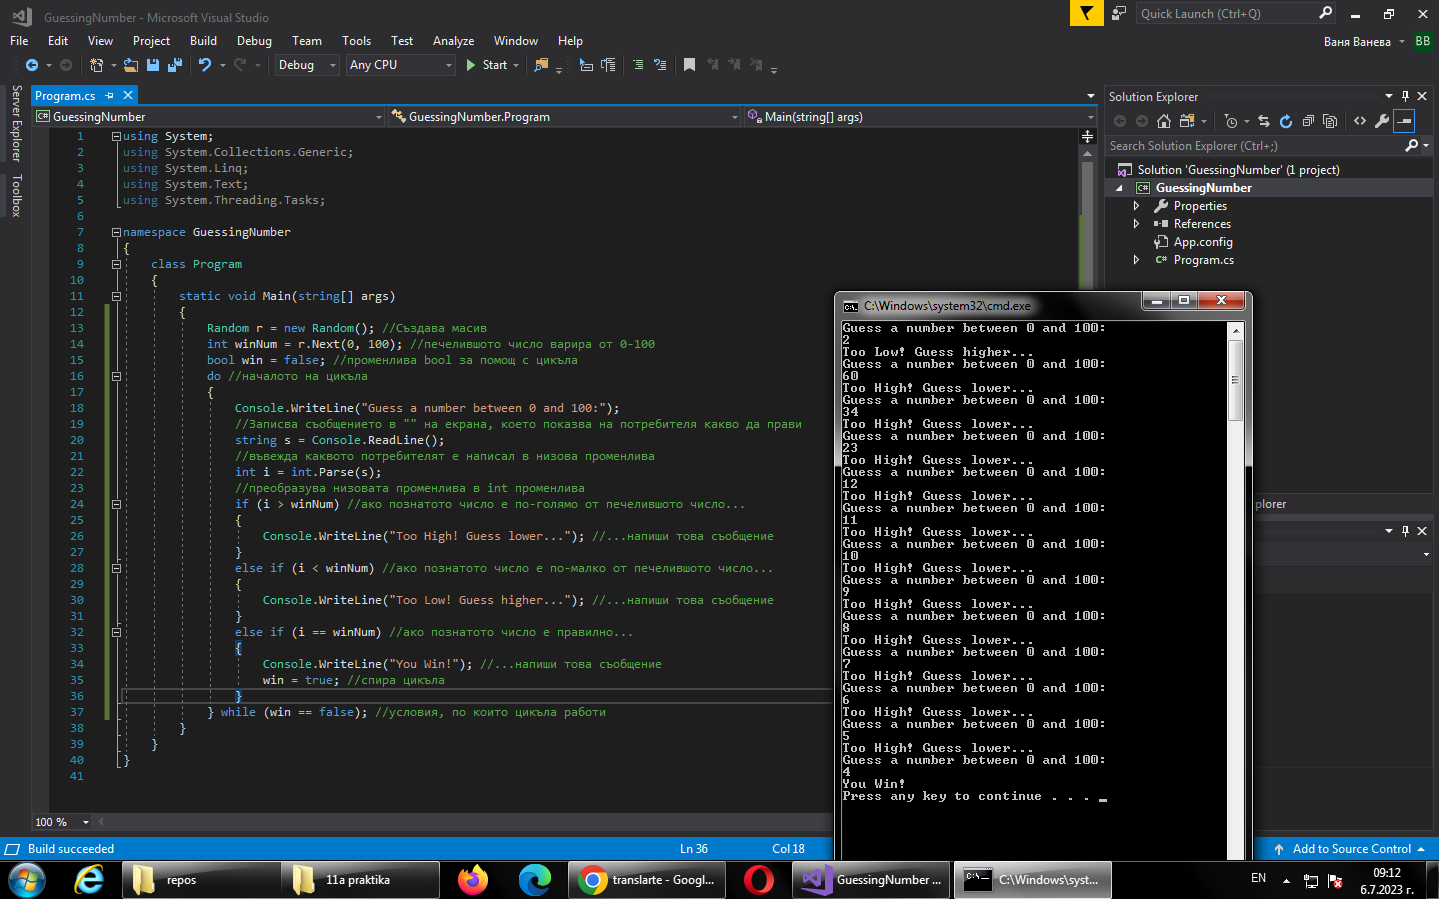 GuessingNumber - Microsoft Visual Studio
Quick Launch (Ctrl+Q)
File Edit View Project Build Debug Team Tools Test Analyze Window Help
Ваня Ванева BB
Debug Any CPU Start
Server Explorer
Toolbox
Program.cs
GuessingNumber GuessingNumber.Program Main(string[] args)
1 using System;
2 using System.Collections.Generic;
3 using System.Linq;
4 using System.Text;
5 using System.Threading.Tasks;
6
7 namespace GuessingNumber
8 {
9 class Program
10 {
11 static void Main(string[] args)
12 {
13 Random r = new Random(); //Създава масив
14 int winNum = r.Next(0, 100); //печелившото число варира от 0-100
15 bool win = false; //променлива bool за помощ с цикъла
16 do //началото на цикъла
17 {
18 Console.WriteLine("Guess a number between 0 and 100:");
19 //Записва съобщението в "" на екрана, което показва на потребителя какво да прави
20 string s = Console.ReadLine();
21 //въвежда каквото потребителят е написал в низова променлива
22 int i = int.Parse(s);
23 //преобразува низовата променлива в int променлива
24 if (i > winNum) //ако познатото число е по-голямо от печелившото число...
25 {
26 Console.WriteLine("Too High! Guess lower..."); //...напиши това съобщение
27 }
28 else if (i < winNum) //ако познатото число е по-малко от печелившото число...
29 {
30 Console.WriteLine("Too Low! Guess higher..."); //...напиши това съобщение
31 }
32 else if (i == winNum) //ако познатото число е правилно...
33 {
34 Console.WriteLine("You Win!"); //...напиши това съобщение
35 win = true; //спира цикъла
36 }
37 } while (win == false); //условия, по които цикъла работи
38 }
39 }
40 }
41
100 %
Solution Explorer
Search Solution Explorer (Ctrl+;)
Solution 'GuessingNumber' (1 project)
GuessingNumber
Properties
References
App.config
Program.cs
plorer
C:\Windows\system32\cmd.exe
Guess a number between 0 and 100:
2
Too Low! Guess higher...
Guess a number between 0 and 100:
60
Too High! Guess lower...
Guess a number between 0 and 100:
34
Too High! Guess lower...
Guess a number between 0 and 100:
23
Too High! Guess lower...
Guess a number between 0 and 100:
12
Too High! Guess lower...
Guess a number between 0 and 100:
11
Too High! Guess lower...
Guess a number between 0 and 100:
10
Too High! Guess lower...
Guess a number between 0 and 100:
9
Too High! Guess lower...
Guess a number between 0 and 100:
8
Too High! Guess lower...
Guess a number between 0 and 100:
7
Too High! Guess lower...
Guess a number between 0 and 100:
6
Too High! Guess lower...
Guess a number between 0 and 100:
5
Too High! Guess lower...
Guess a number between 0 and 100:
4
You Win!
Press any key to continue . . .
Build succeeded Ln 36 Col 18 Add to Source Control
repos 11a praktika translarte - Googl... GuessingNumber ... C:\Windows\syst... EN 09:12
6.7.2023 г.